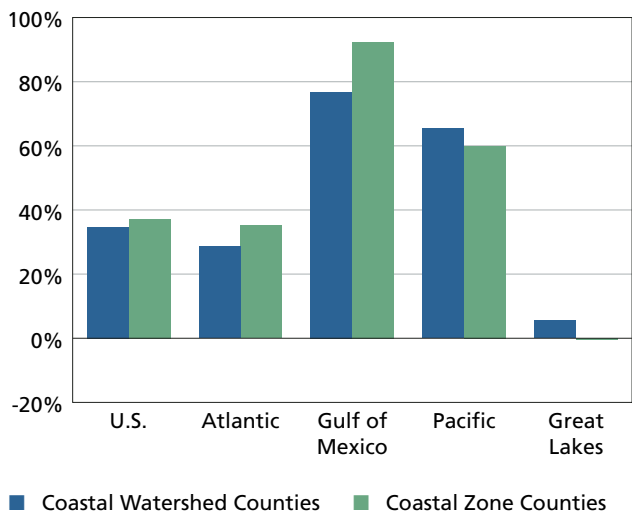 100%
80%
60%
40%
20%
0%
-20%
U.S.
Atlantic
Gulf of
Mexico
Pacific
Great
Lakes
Coastal Watershed Counties
Coastal Zone Counties